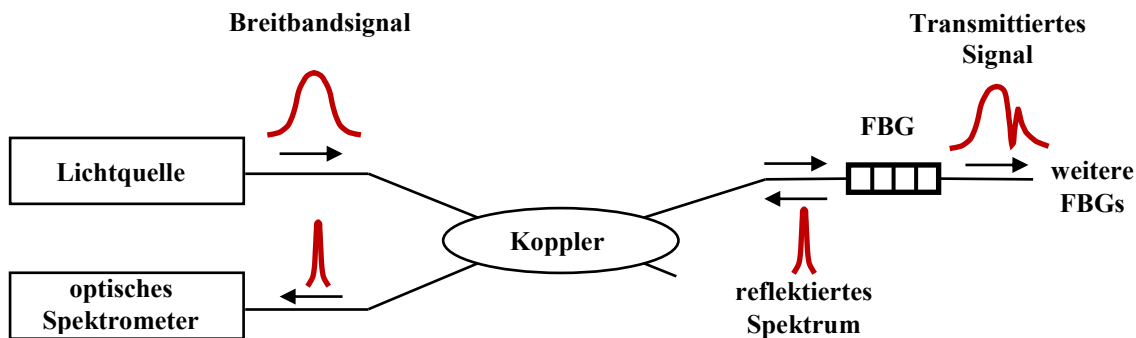 Breitbandsignal
Transmittiertes
Signal
FBG
Lichtquelle
weitere
FBGs
Koppler
optisches
Spektrometer
reflektiertes
Spektrum